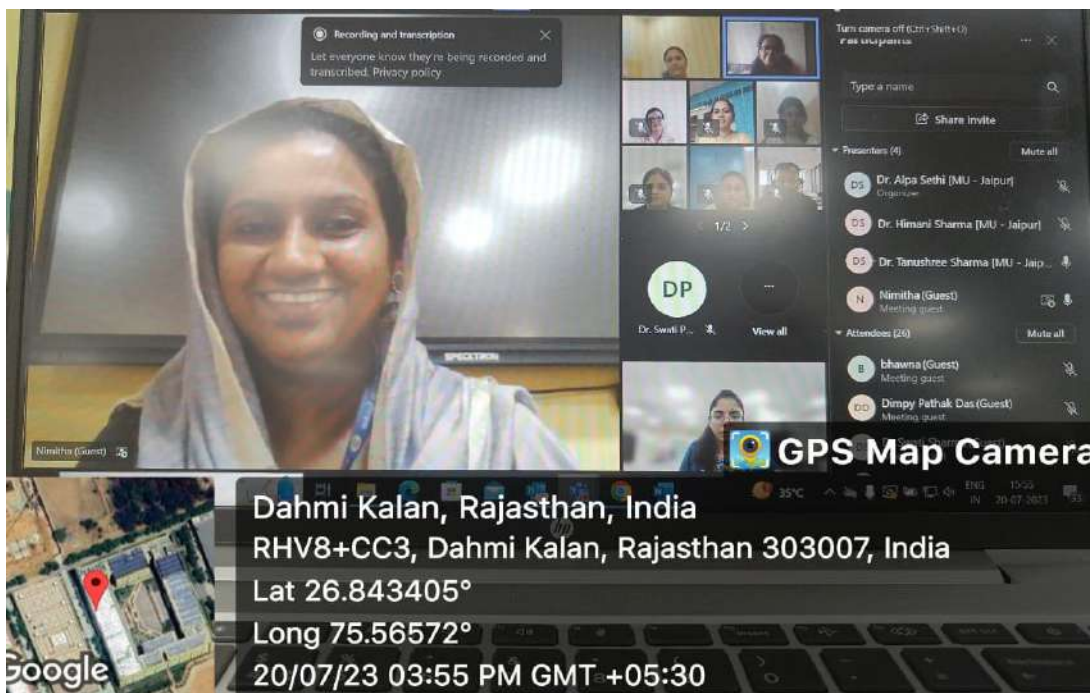 Recording and transcription
Let everyone know they're being recorded and
transcribed. Privacy policy
SPECTRON
Nimitha (Guest)
1/2
DP
Dr. Swati P...
View all
Turn camera off (Ctrl+Shift+O)
Participants
Type a name
Share invite
Presenters (4)
Mute all
DS
Dr. Alpa Sethi [MU - Jaipur]
Organizer
DS
Dr. Himani Sharma [MU - Jaipur]
DS
Dr. Tanushree Sharma [MU - Jaip...
N
Nimitha (Guest)
Meeting guest
Attendees (26)
Mute all
B
bhawna (Guest)
Meeting guest
DD
Dimpy Pathak Das (Guest)
Meeting guest
GPS Map Camera
35°C
ENG
IN
15:55
20-07-2023
hp
Dahmi Kalan, Rajasthan, India
RHV8+CC3, Dahmi Kalan, Rajasthan 303007, India
Lat 26.843405°
Long 75.56572°
20/07/23 03:55 PM GMT +05:30
Google